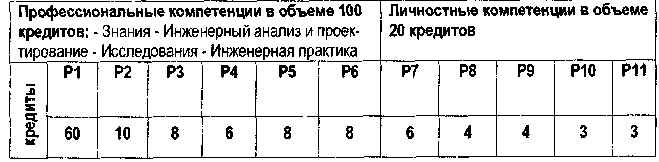 Профессиональные компетенции в объеме 100
кредитов: - Знания - Инженерный анализ и проек-
тирование - Исследования - Инженерная практика
Личностные компетенции в объеме
20 кредитов
кредиты
P1 P2 P3 P4 P5 P6 P7 P8 P9 P10 P11
60 10 8 6 8 8 6 4 4 3 3